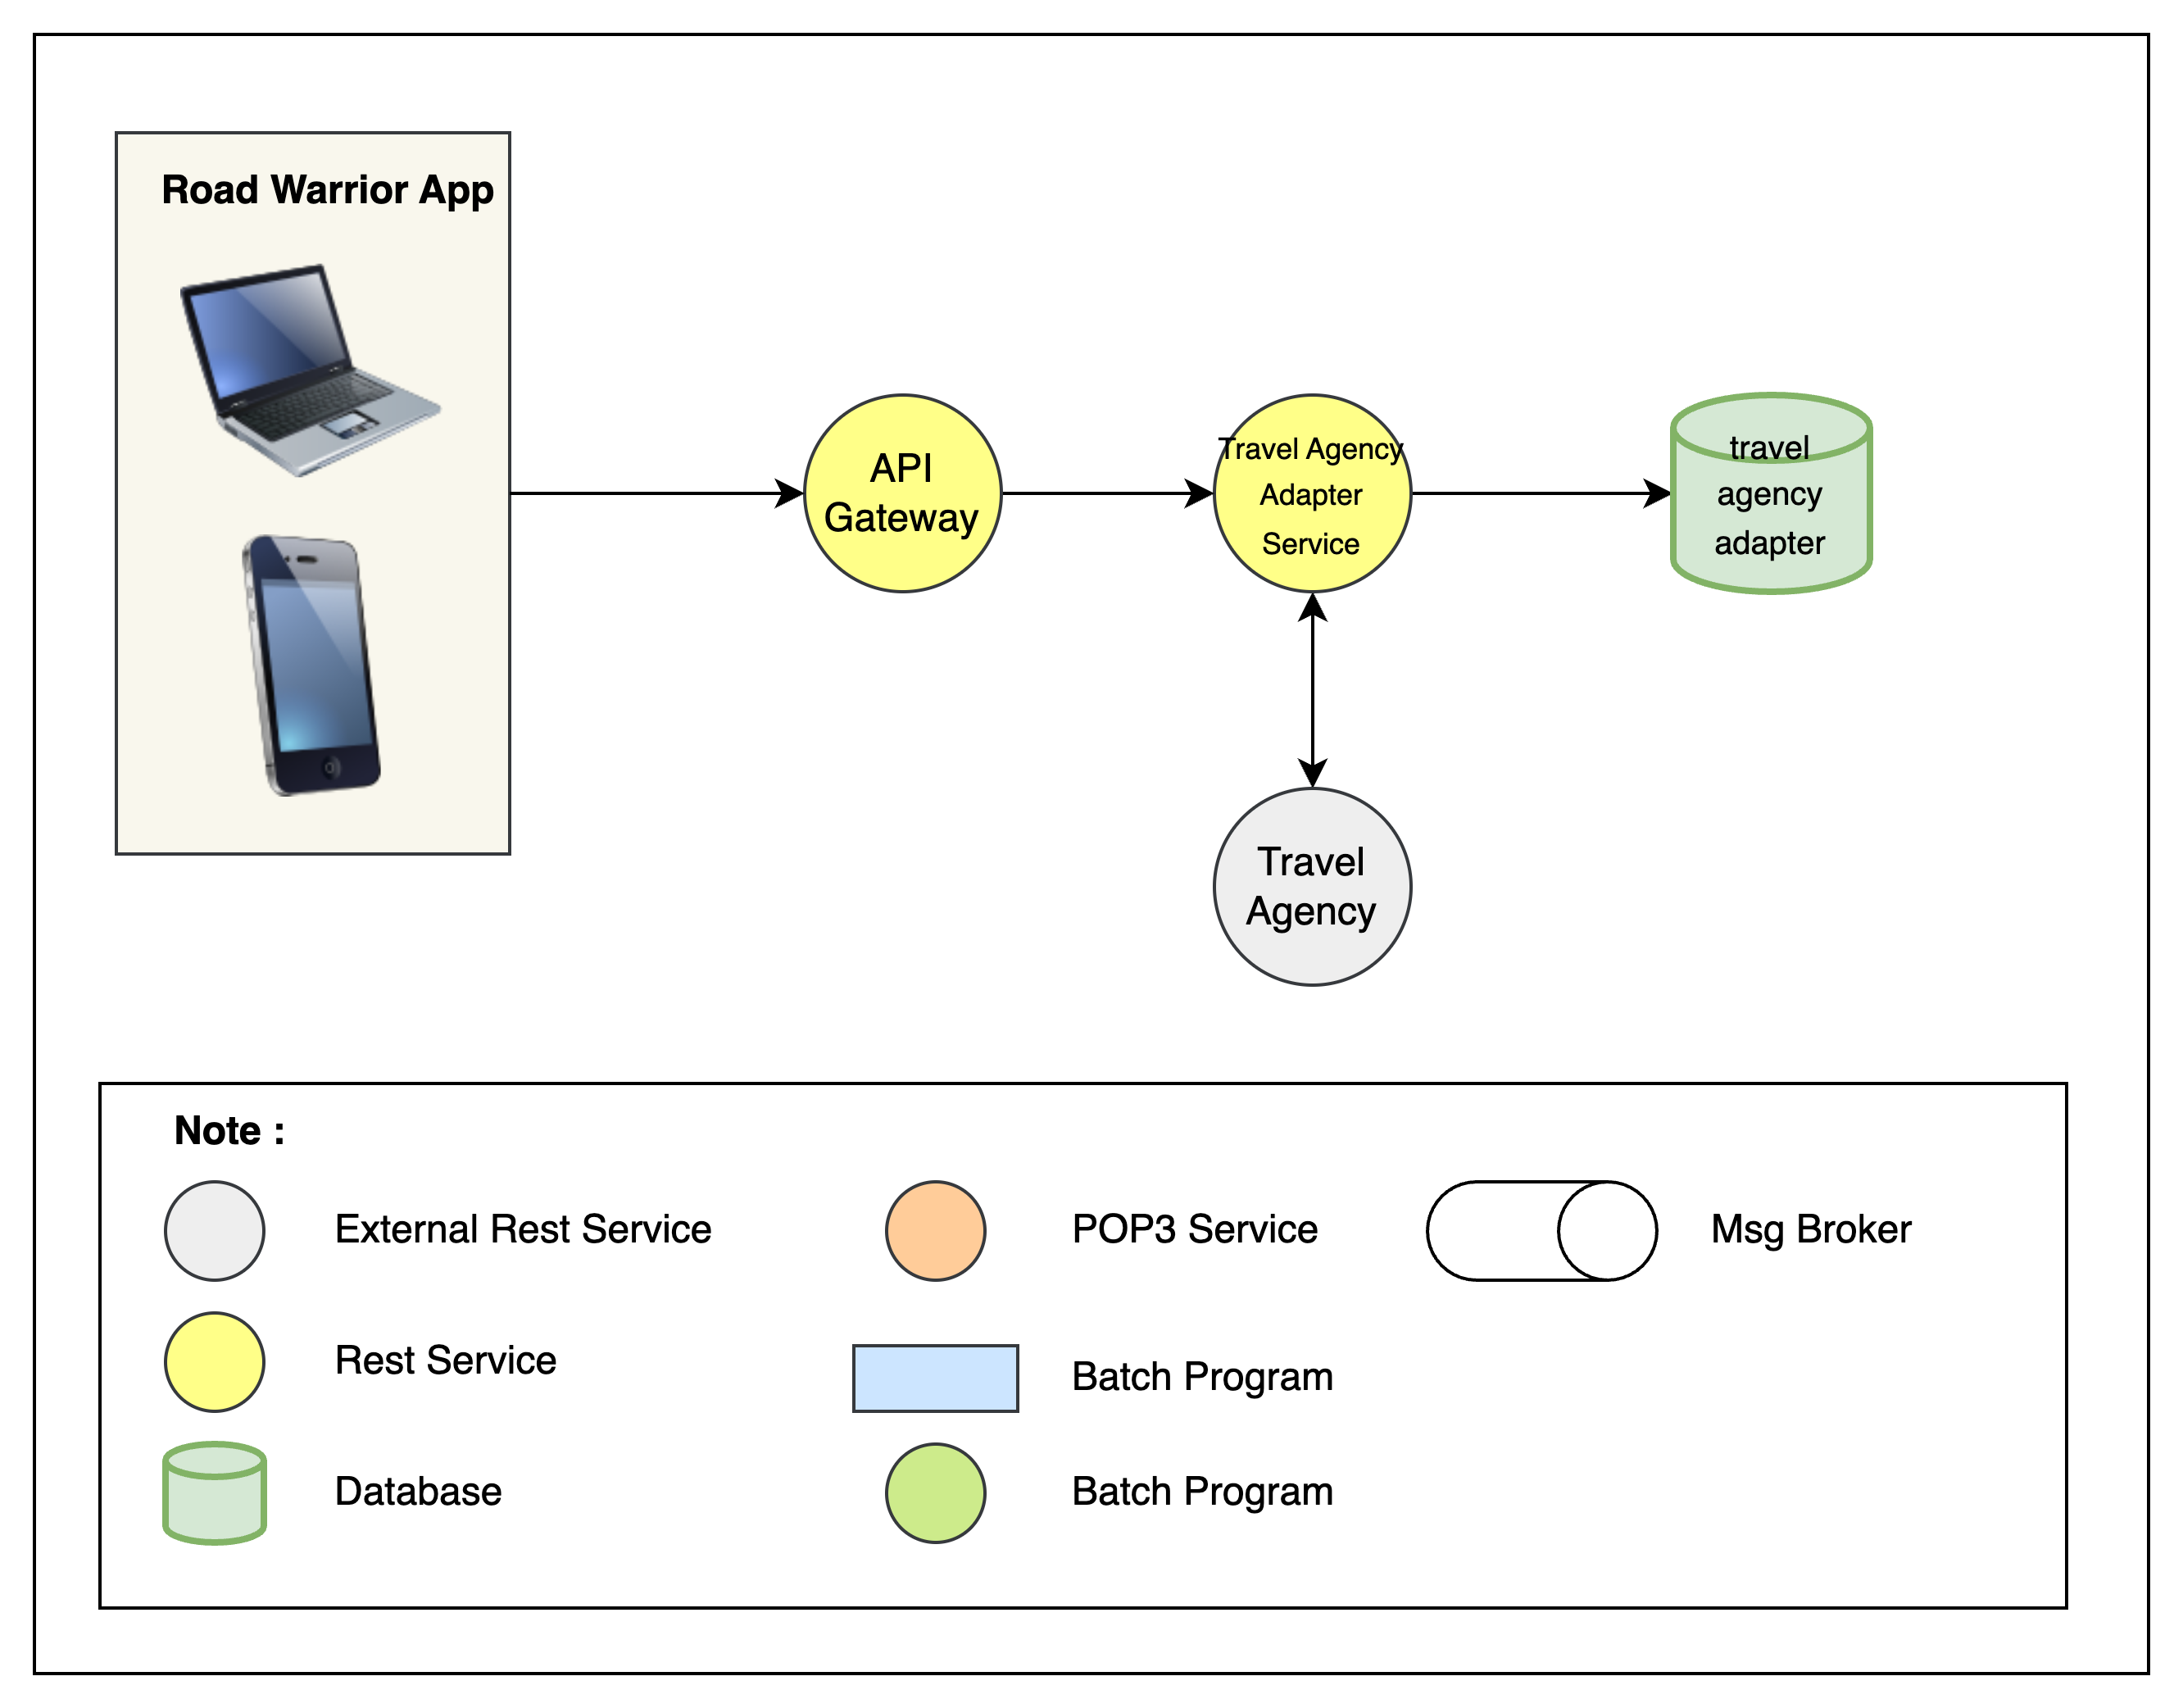 Road Warrior App
API
Gateway
Travel Agency
Adapter
Service
travel
agency
adapter
Travel
Agency
Note :
External Rest Service
POP3 Service
Msg Broker
Rest Service
Batch Program
Database
Batch Program